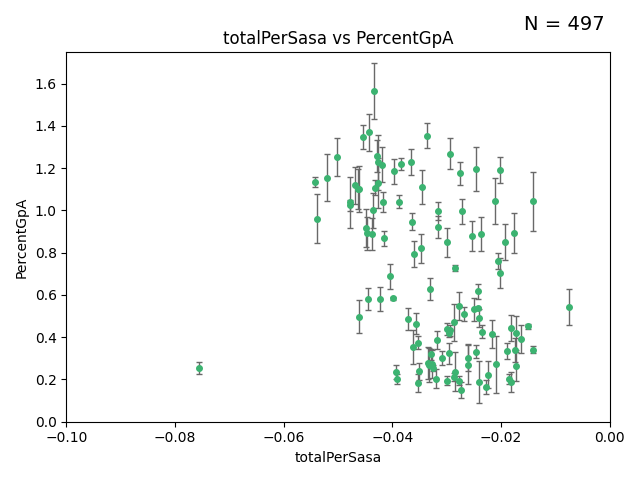 N = 497
totalPerSasa vs PercentGpA
PercentGpA
1.6
1.4
1.2
1.0
0.8
0.6
0.4
0.2
0.0
−0.10 −0.08 −0.06 −0.04 −0.02 0.00
totalPerSasa